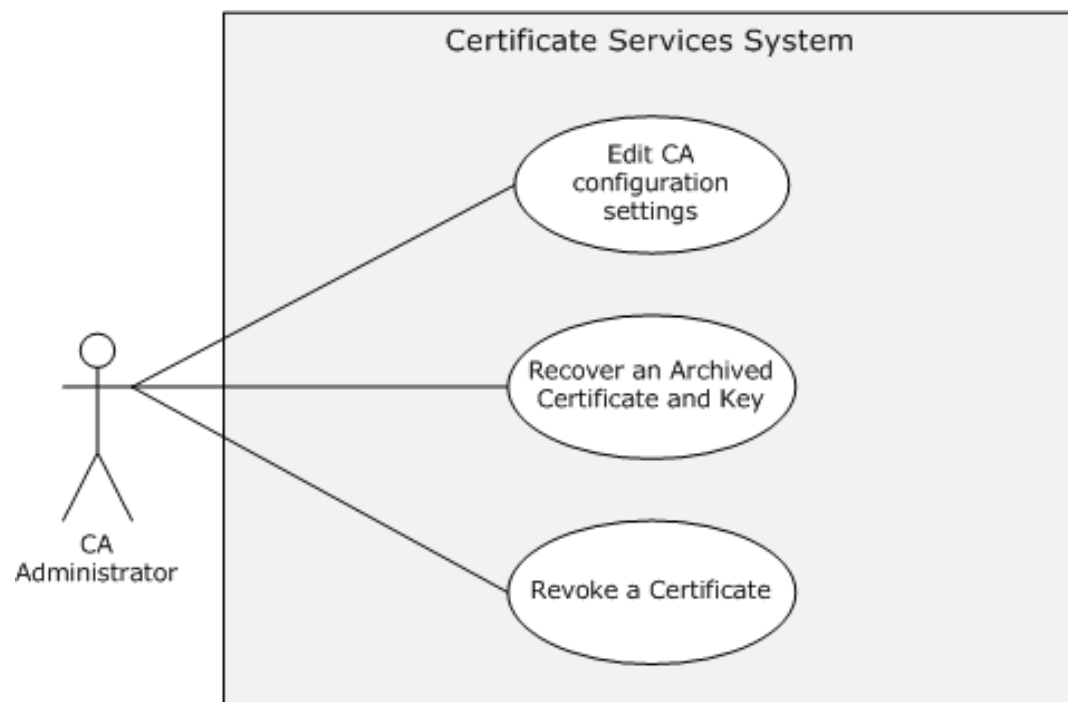 Certificate Services System
Edit CA
configuration
settings
Recover an Archived
Certificate and Key
CA
Administrator
Revoke a Certificate